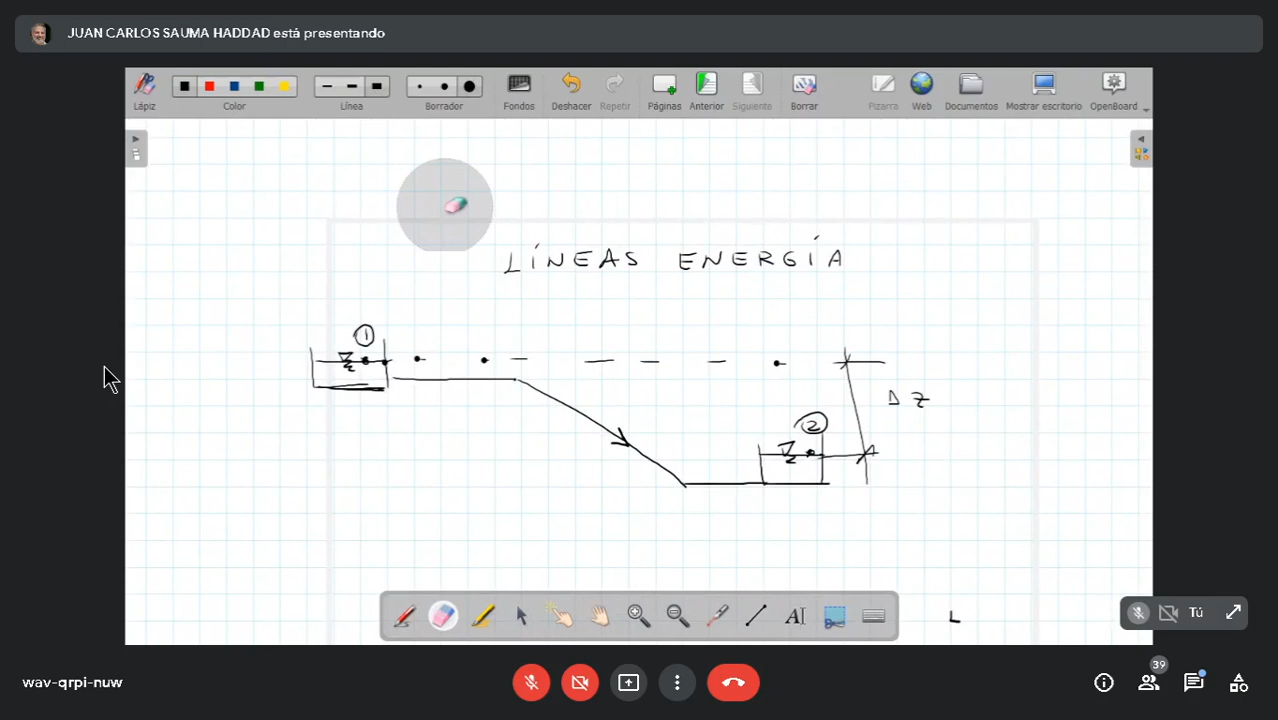 JUAN CARLOS SAUMA HADDAD está presentando
Lápiz
Color
Línea
Borrador
Fondos
Deshacer
Repetir
Páginas
Anterior
Siguiente
Borrar
Pizarra
Web
Documentos
Mostrar escritorio
OpenBoard
LÍNEAS ENERGÍA
1
Δ Z
2
L
Tú
wav-qrpi-nuw
39